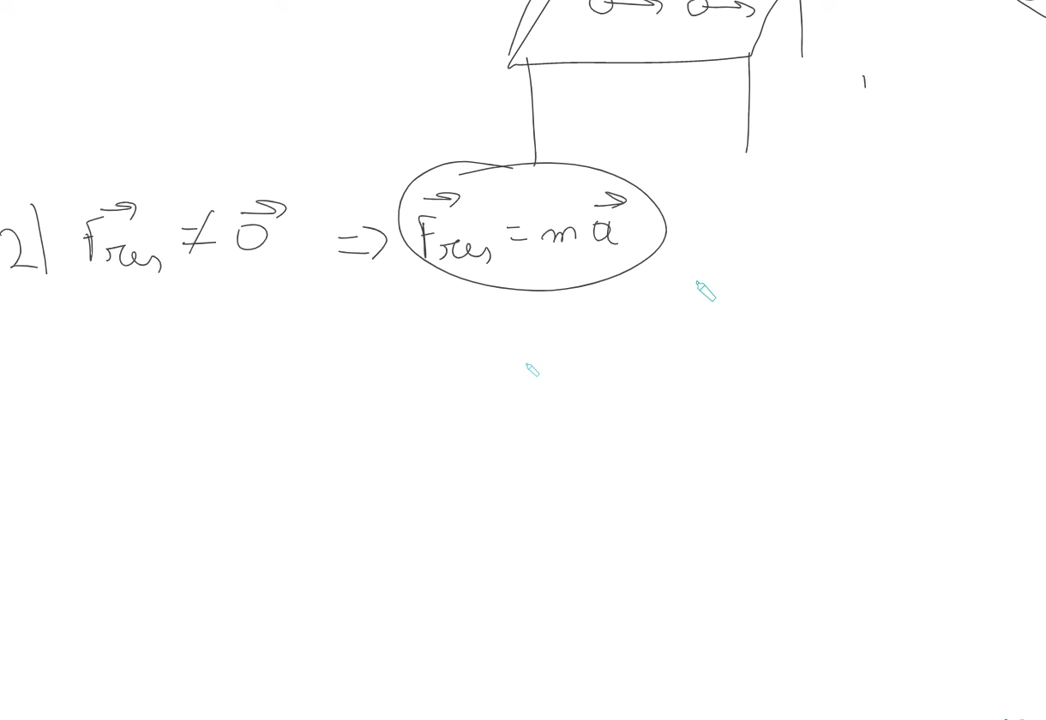 2) F⃗res ≠ 0⃗ ⇒ F⃗res = m a⃗